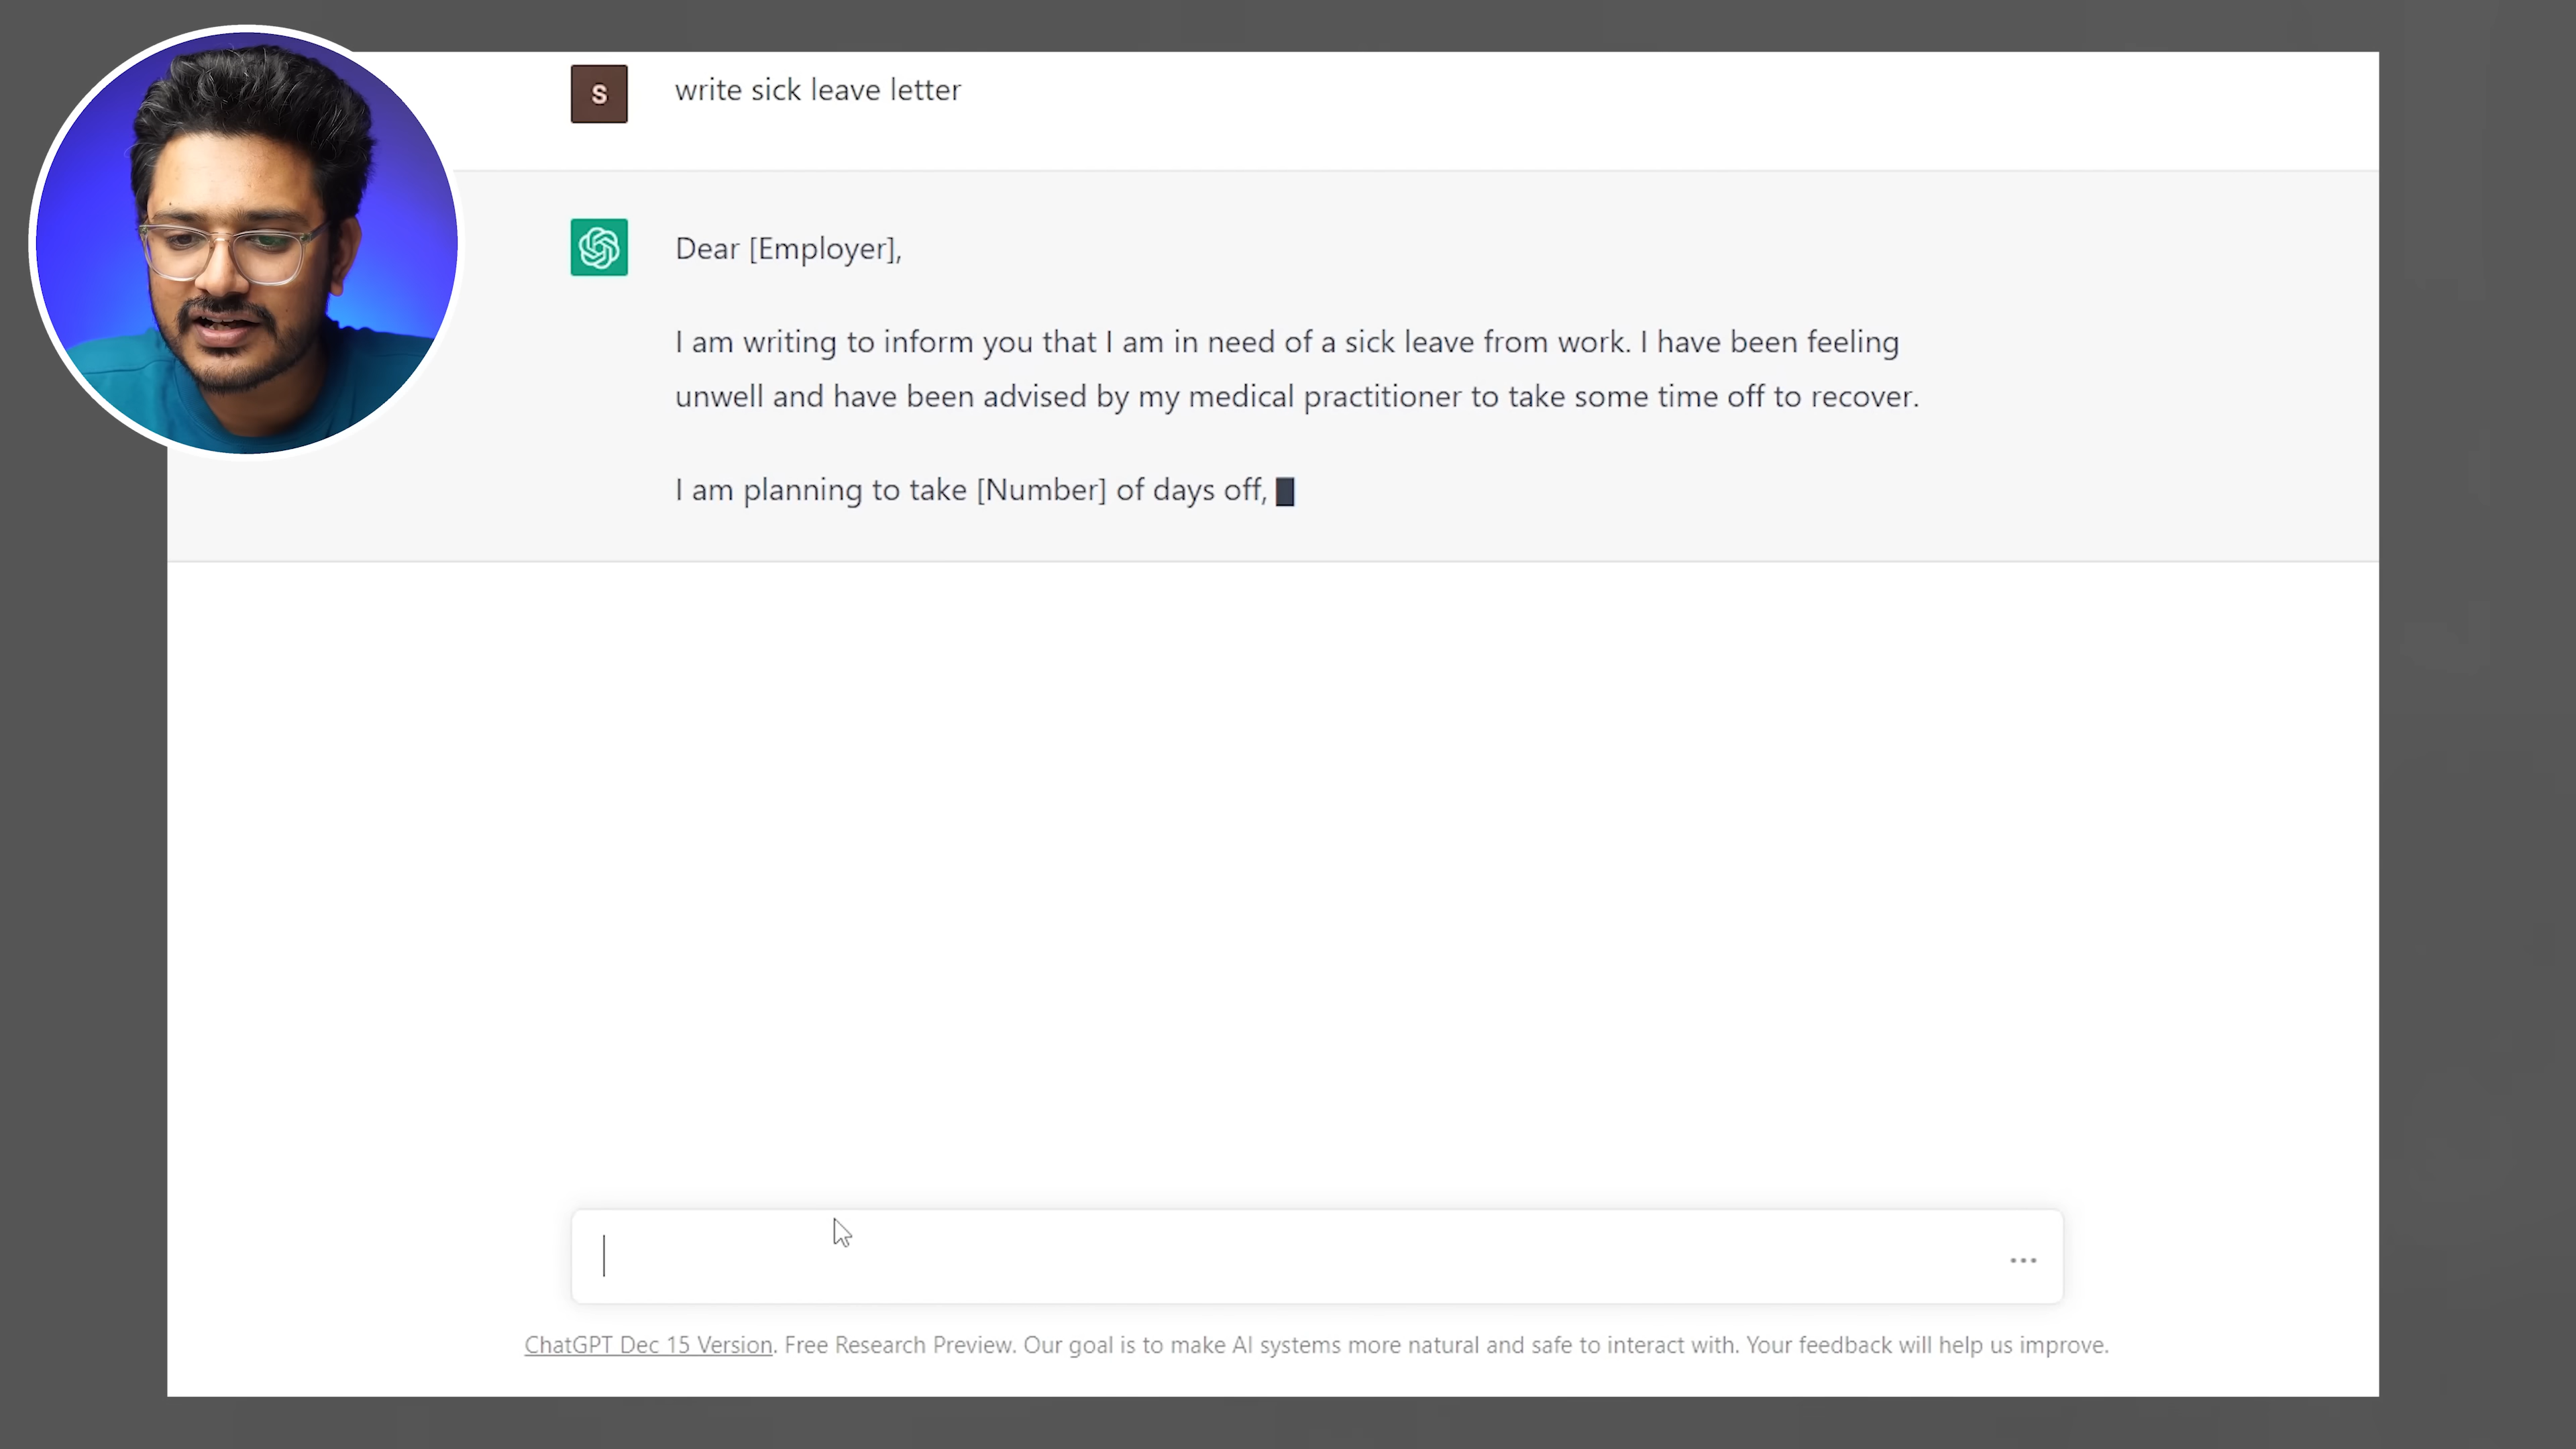 S
write sick leave letter
Dear [Employer],
I am writing to inform you that I am in need of a sick leave from work. I have been feeling
unwell and have been advised by my medical practitioner to take some time off to recover.
I am planning to take [Number] of days off,
ChatGPT Dec 15 Version. Free Research Preview. Our goal is to make AI systems more natural and safe to interact with. Your feedback will help us improve.